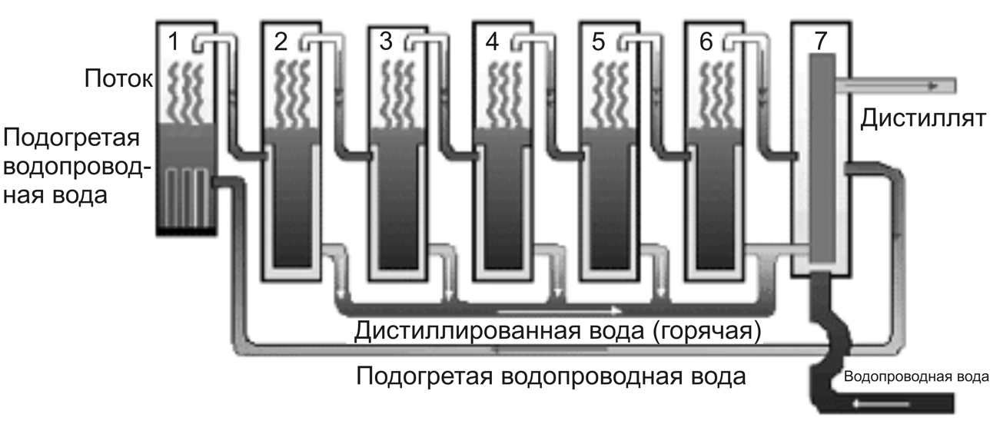 1 2 3 4 5 6 7
Поток
Дистиллят
Подогретая
водопровод-
ная вода
Дистиллированная вода (горячая)
Подогретая водопроводная вода
Водопроводная вода